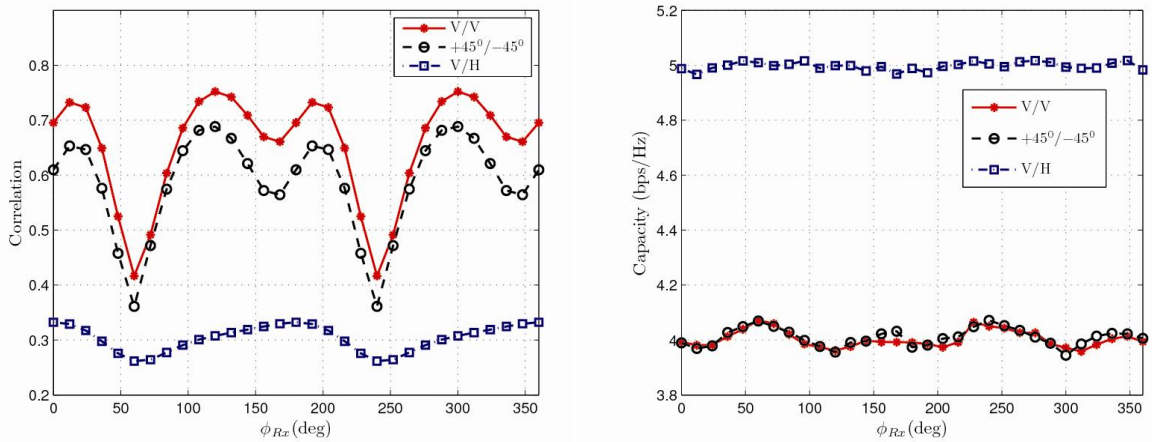 V/V
+45⁰/−45⁰
V/H
0.8
0.7
0.6
0.5
0.4
0.3
0.2
Correlation
0 50 100 150 200 250 300 350
ϕRx(deg)
5.2
5
4.8
4.6
4.4
4.2
4
3.8
Capacity (bps/Hz)
V/V
+45⁰/−45⁰
V/H
0 50 100 150 200 250 300 350
ϕRx(deg)